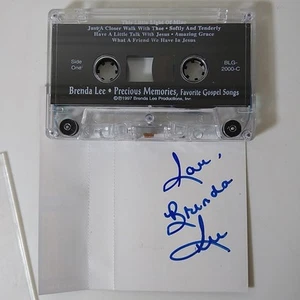 Just A Closer Walk With Thee • Softly And Tenderly
Have A Little Talk With Jesus • Amazing Grace
What A Friend We Have In Jesus
Side
One
BLG-
2000-C
Brenda Lee • Precious Memories, Favorite Gospel Songs
©1997 Brenda Lee Productions, Inc
Love,
Brenda
Lee